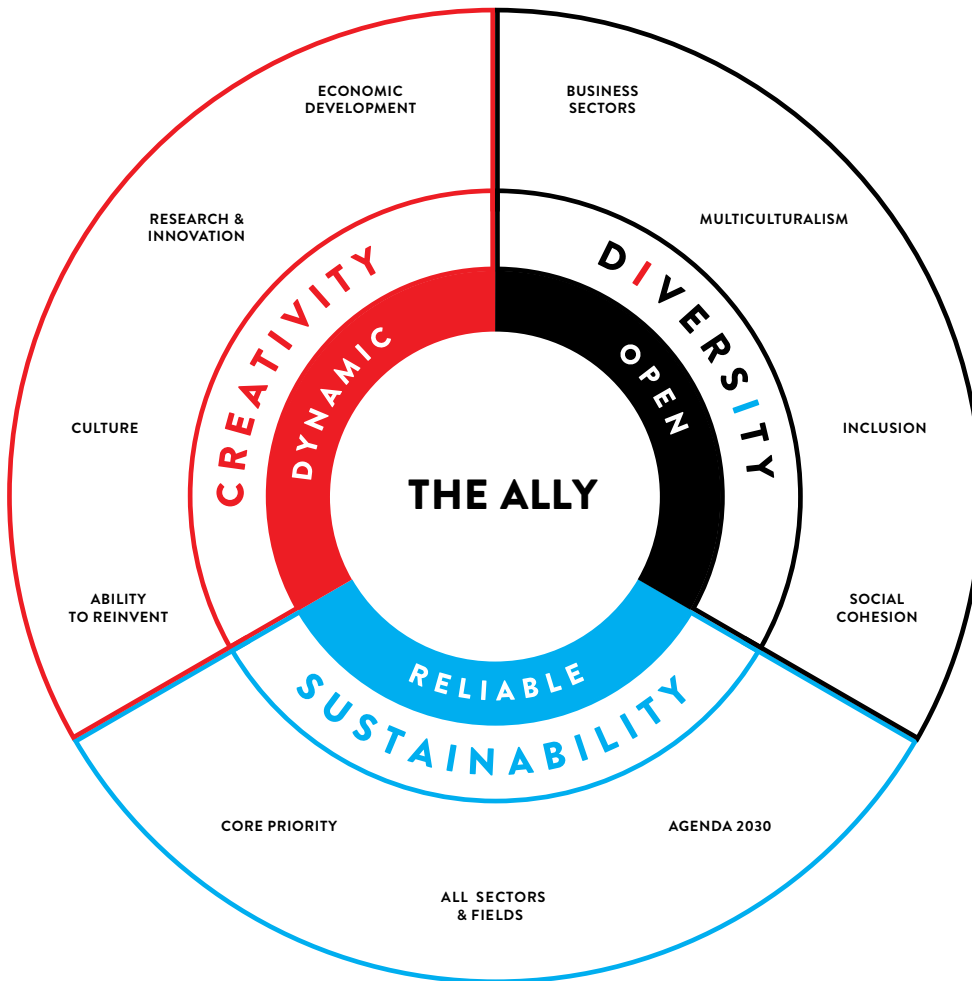 ECONOMIC
DEVELOPMENT
BUSINESS
SECTORS
RESEARCH &
INNOVATION
MULTICULTURALISM
CREATIVITY
DIVERSITY
DYNAMIC
OPEN
CULTURE
INCLUSION
THE ALLY
ABILITY
TO REINVENT
SOCIAL
COHESION
RELIABLE
SUSTAINABILITY
CORE PRIORITY
AGENDA 2030
ALL SECTORS
& FIELDS